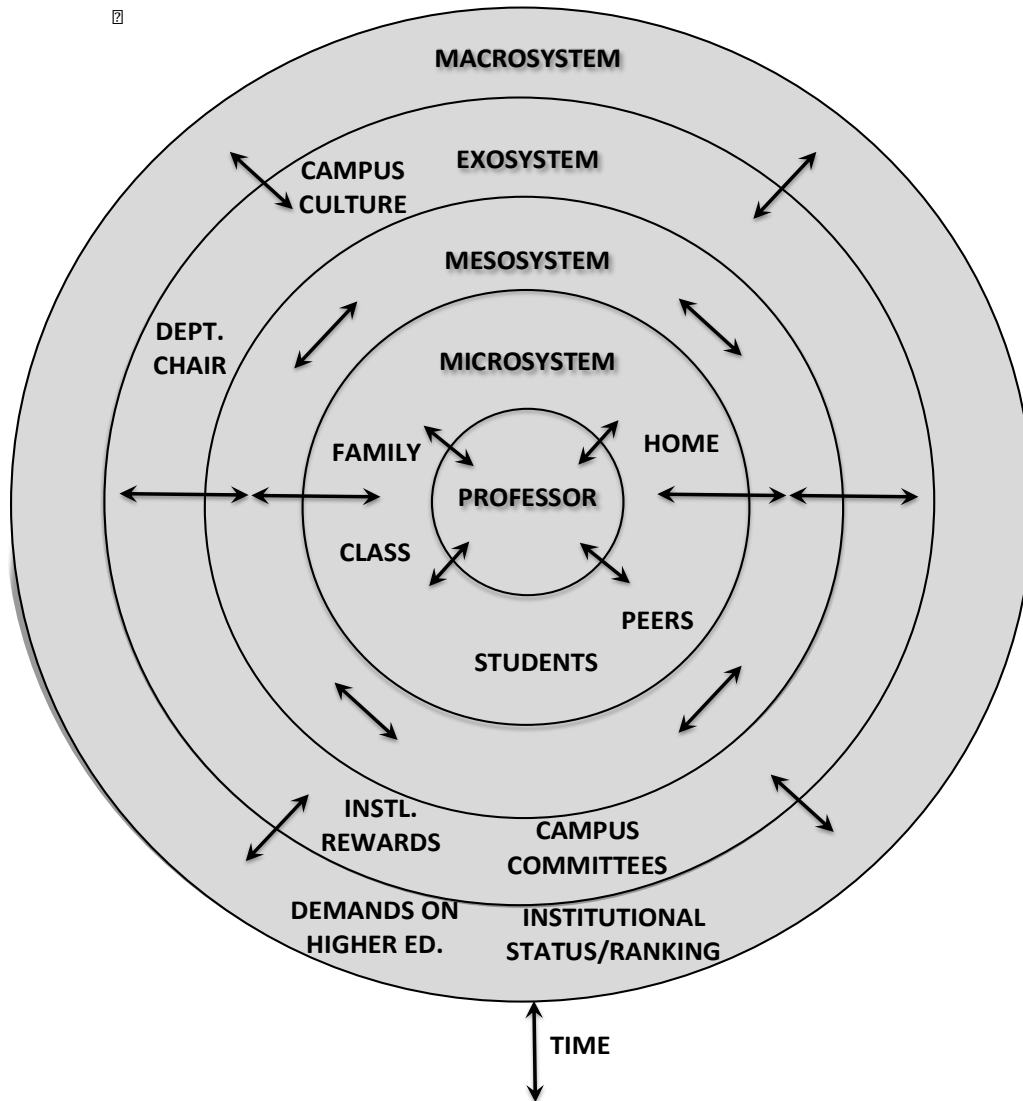 MACROSYSTEM
EXOSYSTEM
CAMPUS
CULTURE
MESOSYSTEM
DEPT.
CHAIR
MICROSYSTEM
FAMILY
HOME
PROFESSOR
CLASS
PEERS
STUDENTS
INSTL.
REWARDS
CAMPUS
COMMITTEES
DEMANDS ON
HIGHER ED.
INSTITUTIONAL
STATUS/RANKING
TIME